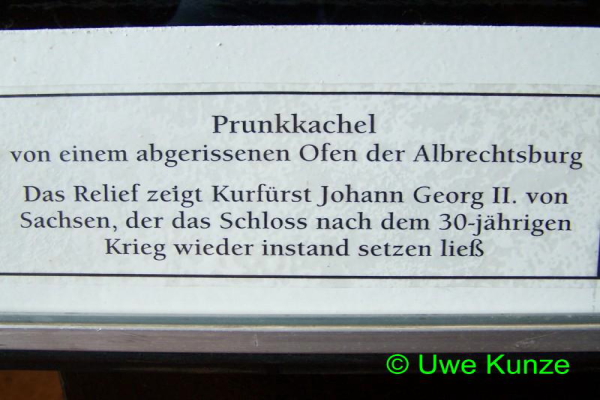 Prunkkachel
von einem abgerissenen Ofen der Albrechtsburg
Das Relief zeigt Kurfürst Johann Georg II. von
Sachsen, der das Schloss nach dem 30-jährigen
Krieg wieder instand setzen ließ
© Uwe Kunze